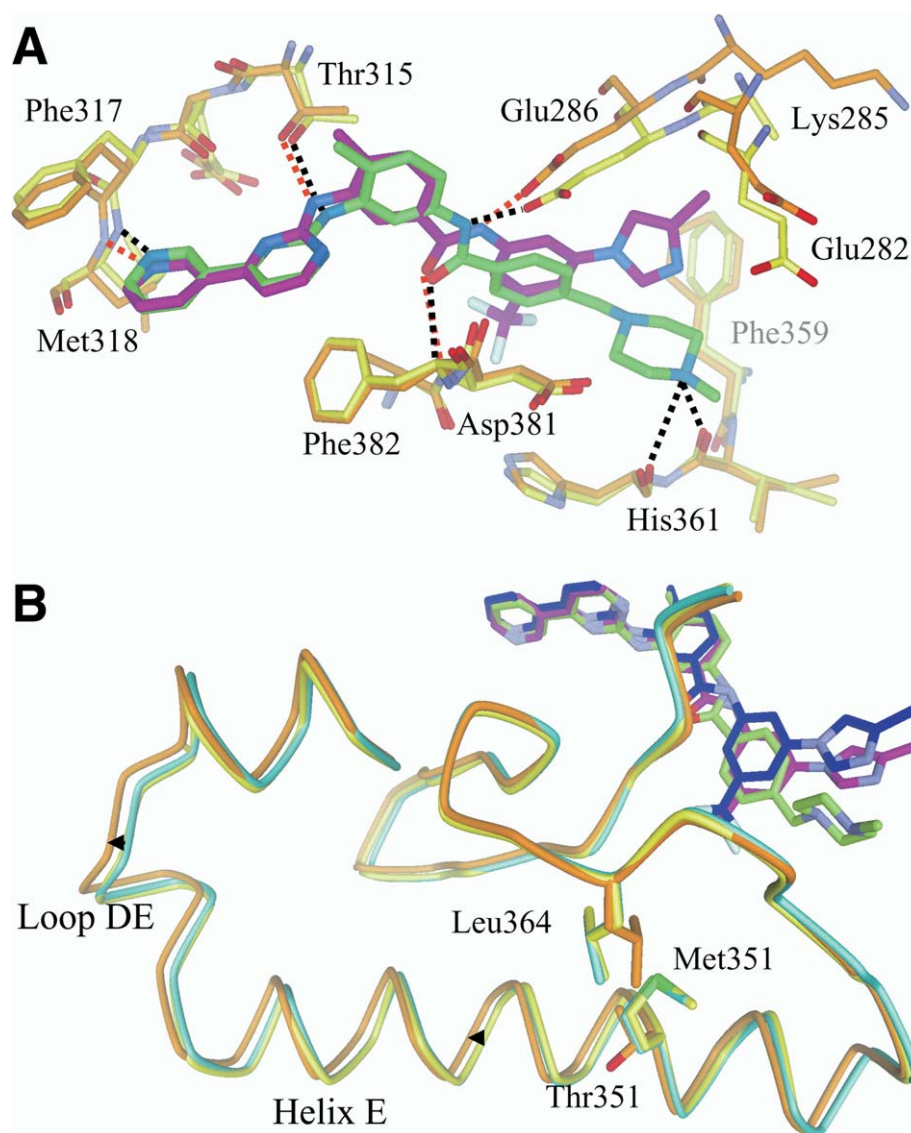 A
Thr315
Phe317
Glu286
Lys285
Glu282
Met318
Phe359
Phe382
Asp381
His361
B
Loop DE
Leu364
Met351
Thr351
Helix E